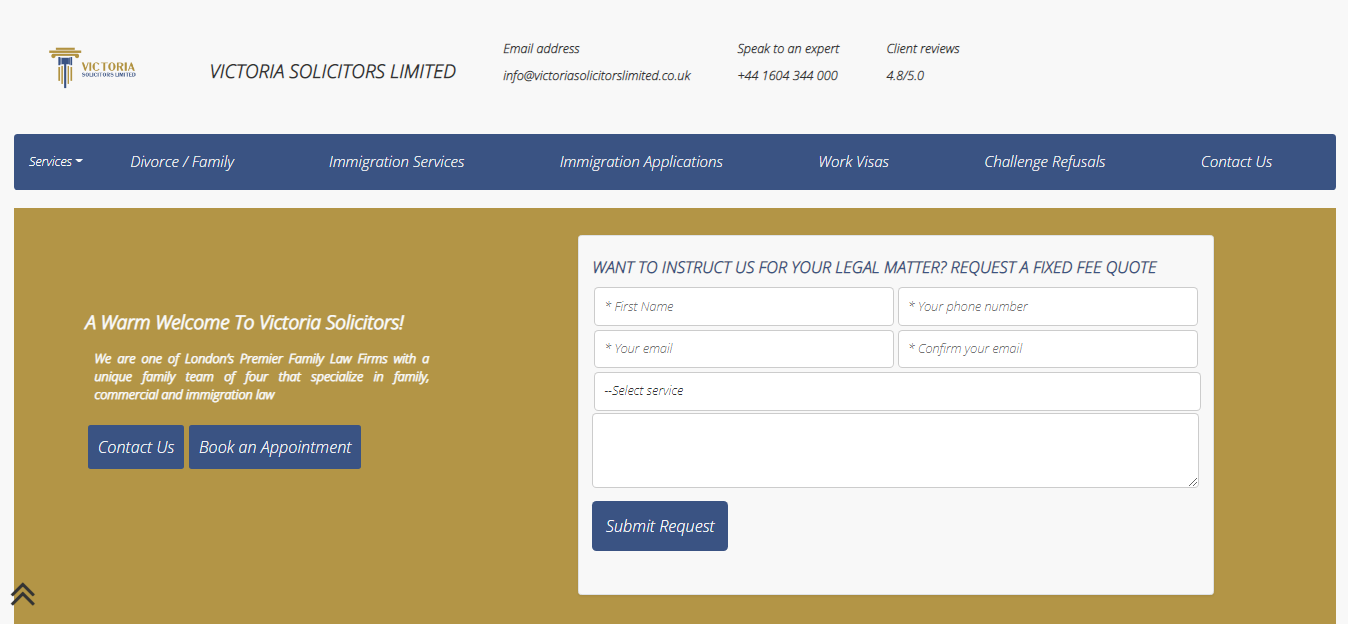 VICTORIA
SOLICITORS LIMITED
VICTORIA SOLICITORS LIMITED
Email address
info@victoriasolicitorslimited.co.uk
Speak to an expert
+44 1604 344 000
Client reviews
4.8/5.0
Services
Divorce / Family
Immigration Services
Immigration Applications
Work Visas
Challenge Refusals
Contact Us
A Warm Welcome To Victoria Solicitors!
We are one of London's Premier Family Law Firms with a
unique family team of four that specialize in family,
commercial and immigration law
Contact Us
Book an Appointment
WANT TO INSTRUCT US FOR YOUR LEGAL MATTER? REQUEST A FIXED FEE QUOTE
* First Name
* Your phone number
* Your email
* Confirm your email
--Select service
Submit Request